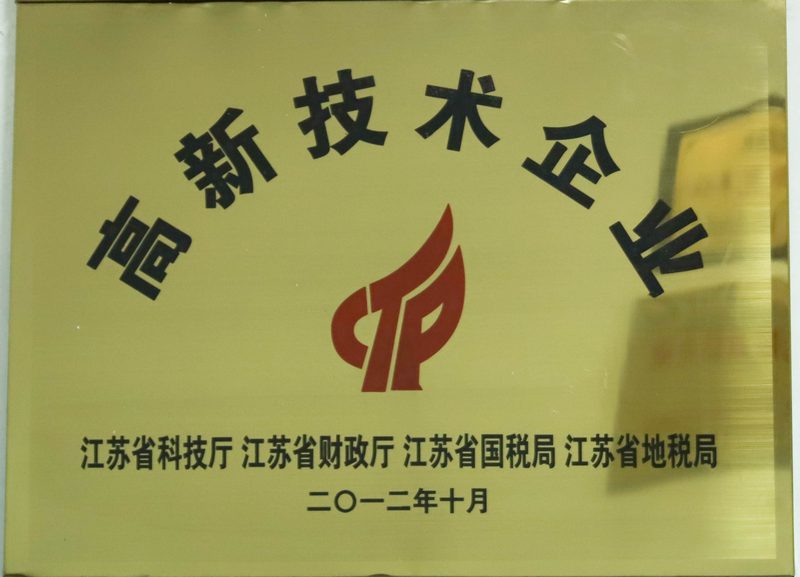 高新技术企业
CTP
江苏省科技厅 江苏省财政厅 江苏省国税局 江苏省地税局
二〇一二年十月